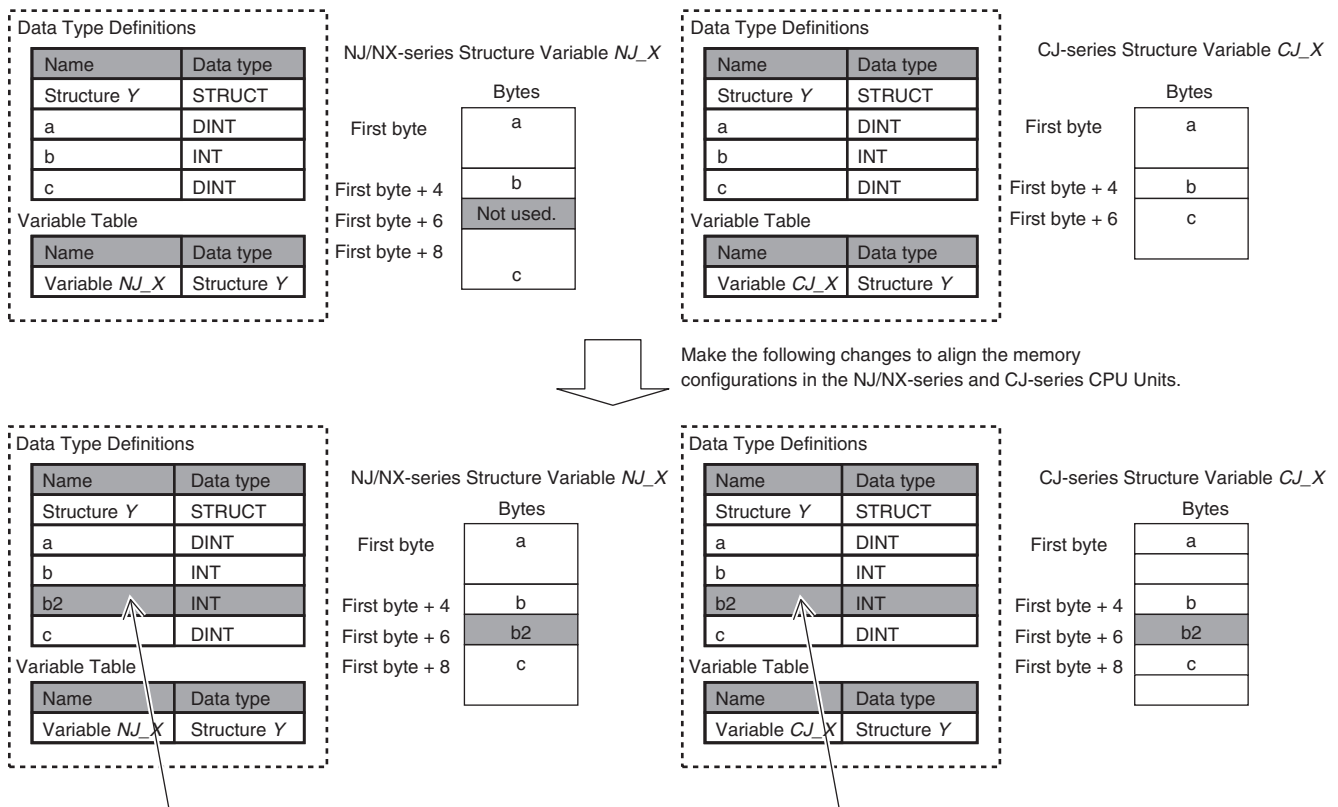 Data Type Definitions
Name Data type
Structure Y STRUCT
a DINT
b INT
c DINT
Variable Table
Name Data type
Variable NJ_X Structure Y
NJ/NX-series Structure Variable NJ_X
Bytes
First byte a
First byte + 4 b
First byte + 6 Not used.
First byte + 8
c
Data Type Definitions
Name Data type
Structure Y STRUCT
a DINT
b INT
c DINT
Variable Table
Name Data type
Variable CJ_X Structure Y
CJ-series Structure Variable CJ_X
Bytes
First byte a
First byte + 4 b
First byte + 6 c
Make the following changes to align the memory
configurations in the NJ/NX-series and CJ-series CPU Units.
Data Type Definitions
Name Data type
Structure Y STRUCT
a DINT
b INT
b2 INT
c DINT
Variable Table
Name Data type
Variable NJ_X Structure Y
NJ/NX-series Structure Variable NJ_X
Bytes
First byte a
First byte + 4 b
First byte + 6 b2
First byte + 8 c
Data Type Definitions
Name Data type
Structure Y STRUCT
a DINT
b INT
b2 INT
c DINT
Variable Table
Name Data type
Variable CJ_X Structure Y
CJ-series Structure Variable CJ_X
Bytes
First byte a
First byte + 4 b
First byte + 6 b2
First byte + 8 c